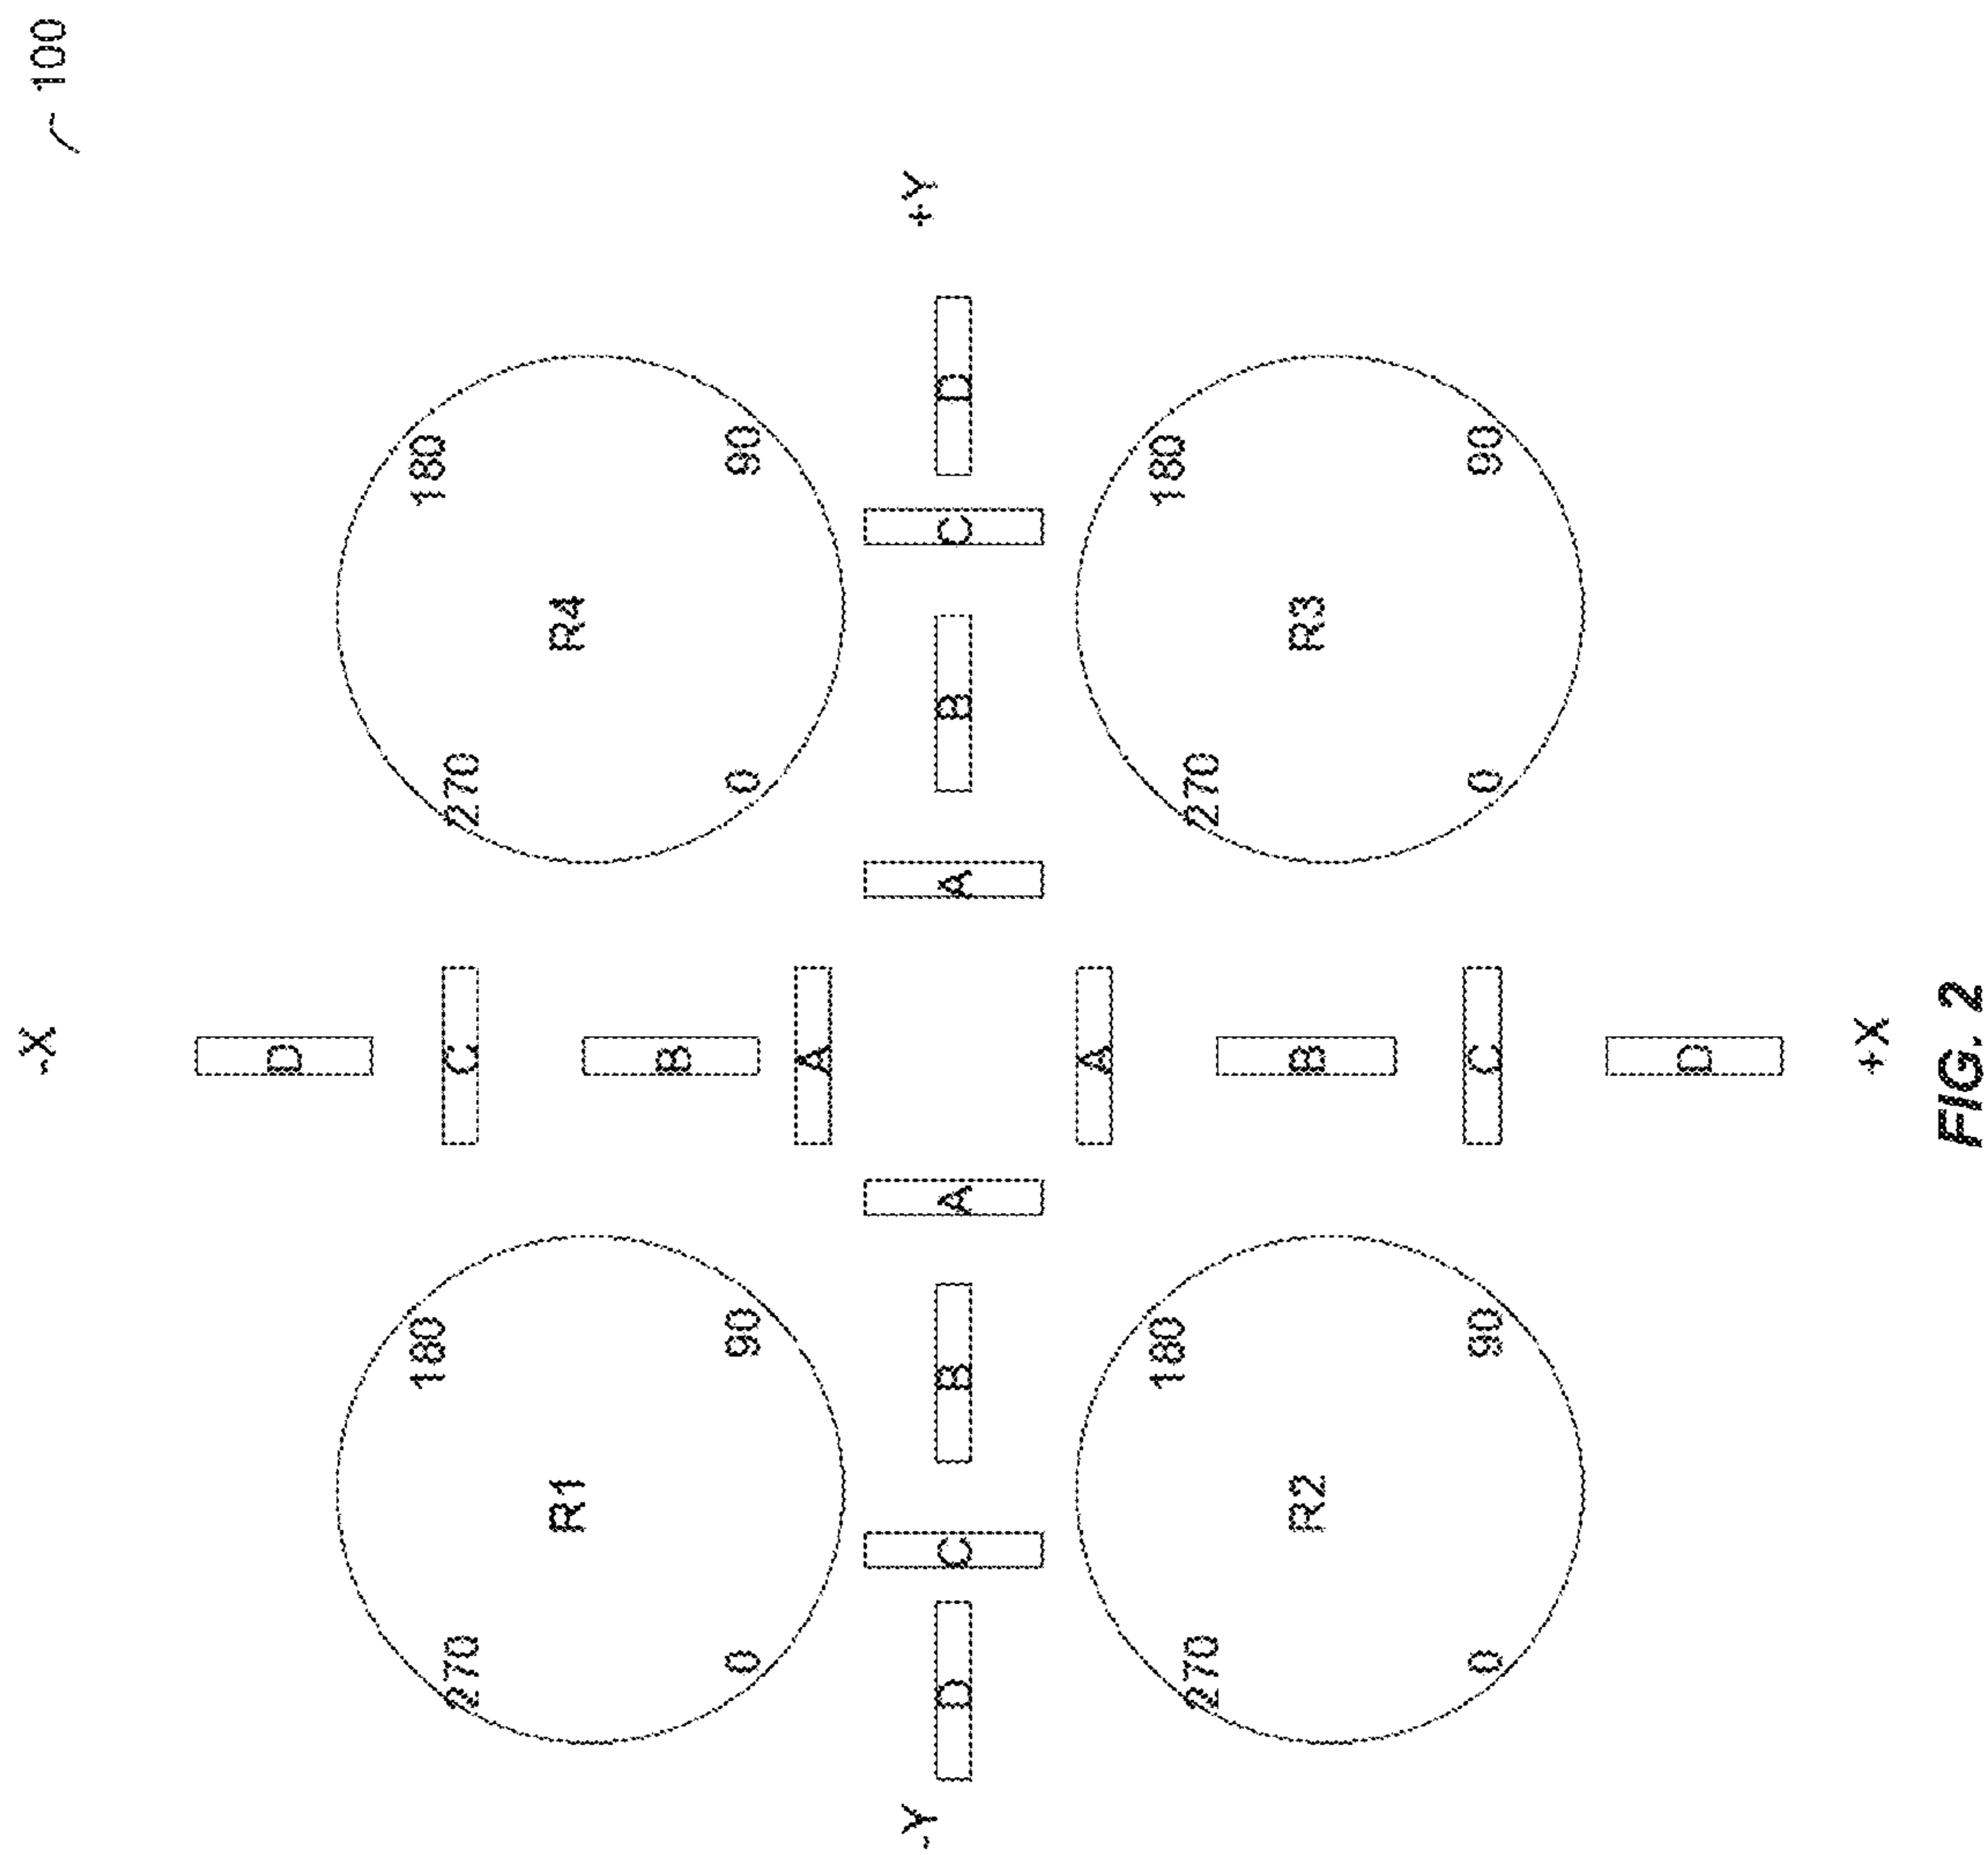 -X 100
D
270 180 C 270 180
R1 R4
B
0 90 0 90
A
-Y D C B A A B C D +Y
A
270 180 270 180
R2 B R3
0 90 C 0 90
D
+X
FIG. 2